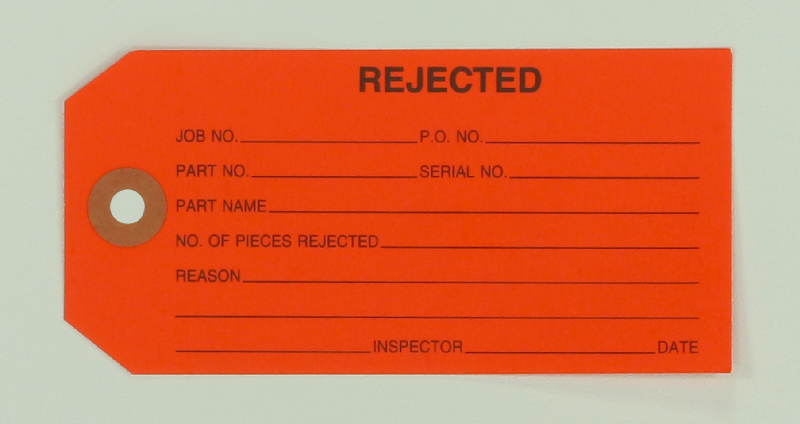 REJECTED
JOB NO. P.O. NO.
PART NO. SERIAL NO.
PART NAME
NO. OF PIECES REJECTED
REASON
INSPECTOR DATE